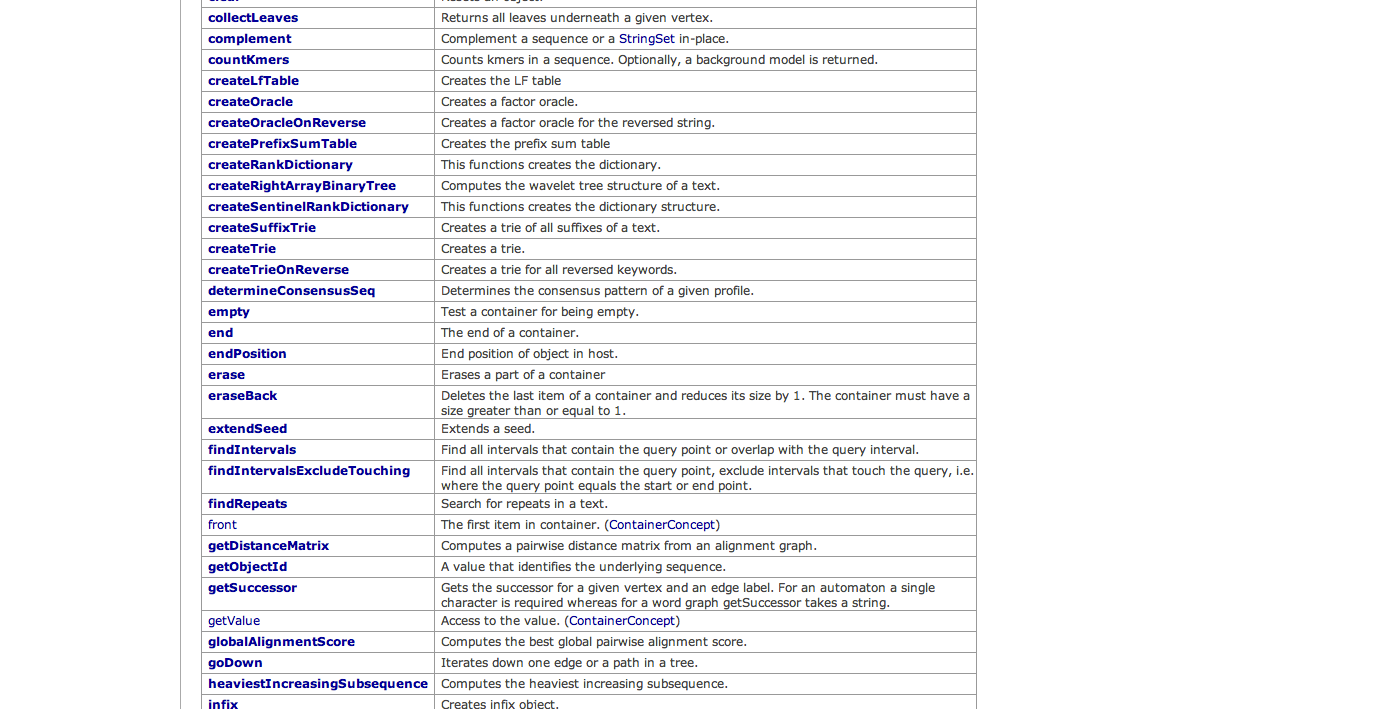 clear Resets an object.
collectLeaves Returns all leaves underneath a given vertex.
complement Complement a sequence or a StringSet in-place.
countKmers Counts kmers in a sequence. Optionally, a background model is returned.
createLfTable Creates the LF table
createOracle Creates a factor oracle.
createOracleOnReverse Creates a factor oracle for the reversed string.
createPrefixSumTable Creates the prefix sum table
createRankDictionary This functions creates the dictionary.
createRightArrayBinaryTree Computes the wavelet tree structure of a text.
createSentinelRankDictionary This functions creates the dictionary structure.
createSuffixTrie Creates a trie of all suffixes of a text.
createTrie Creates a trie.
createTrieOnReverse Creates a trie for all reversed keywords.
determineConsensusSeq Determines the consensus pattern of a given profile.
empty Test a container for being empty.
end The end of a container.
endPosition End position of object in host.
erase Erases a part of a container
eraseBack Deletes the last item of a container and reduces its size by 1. The container must have a
size greater than or equal to 1.
extendSeed Extends a seed.
findIntervals Find all intervals that contain the query point or overlap with the query interval.
findIntervalsExcludeTouching Find all intervals that contain the query point, exclude intervals that touch the query, i.e.
where the query point equals the start or end point.
findRepeats Search for repeats in a text.
front The first item in container. (ContainerConcept)
getDistanceMatrix Computes a pairwise distance matrix from an alignment graph.
getObjectId A value that identifies the underlying sequence.
getSuccessor Gets the successor for a given vertex and an edge label. For an automaton a single
character is required whereas for a word graph getSuccessor takes a string.
getValue Access to the value. (ContainerConcept)
globalAlignmentScore Computes the best global pairwise alignment score.
goDown Iterates down one edge or a path in a tree.
heaviestIncreasingSubsequence Computes the heaviest increasing subsequence.
infix Creates infix object.